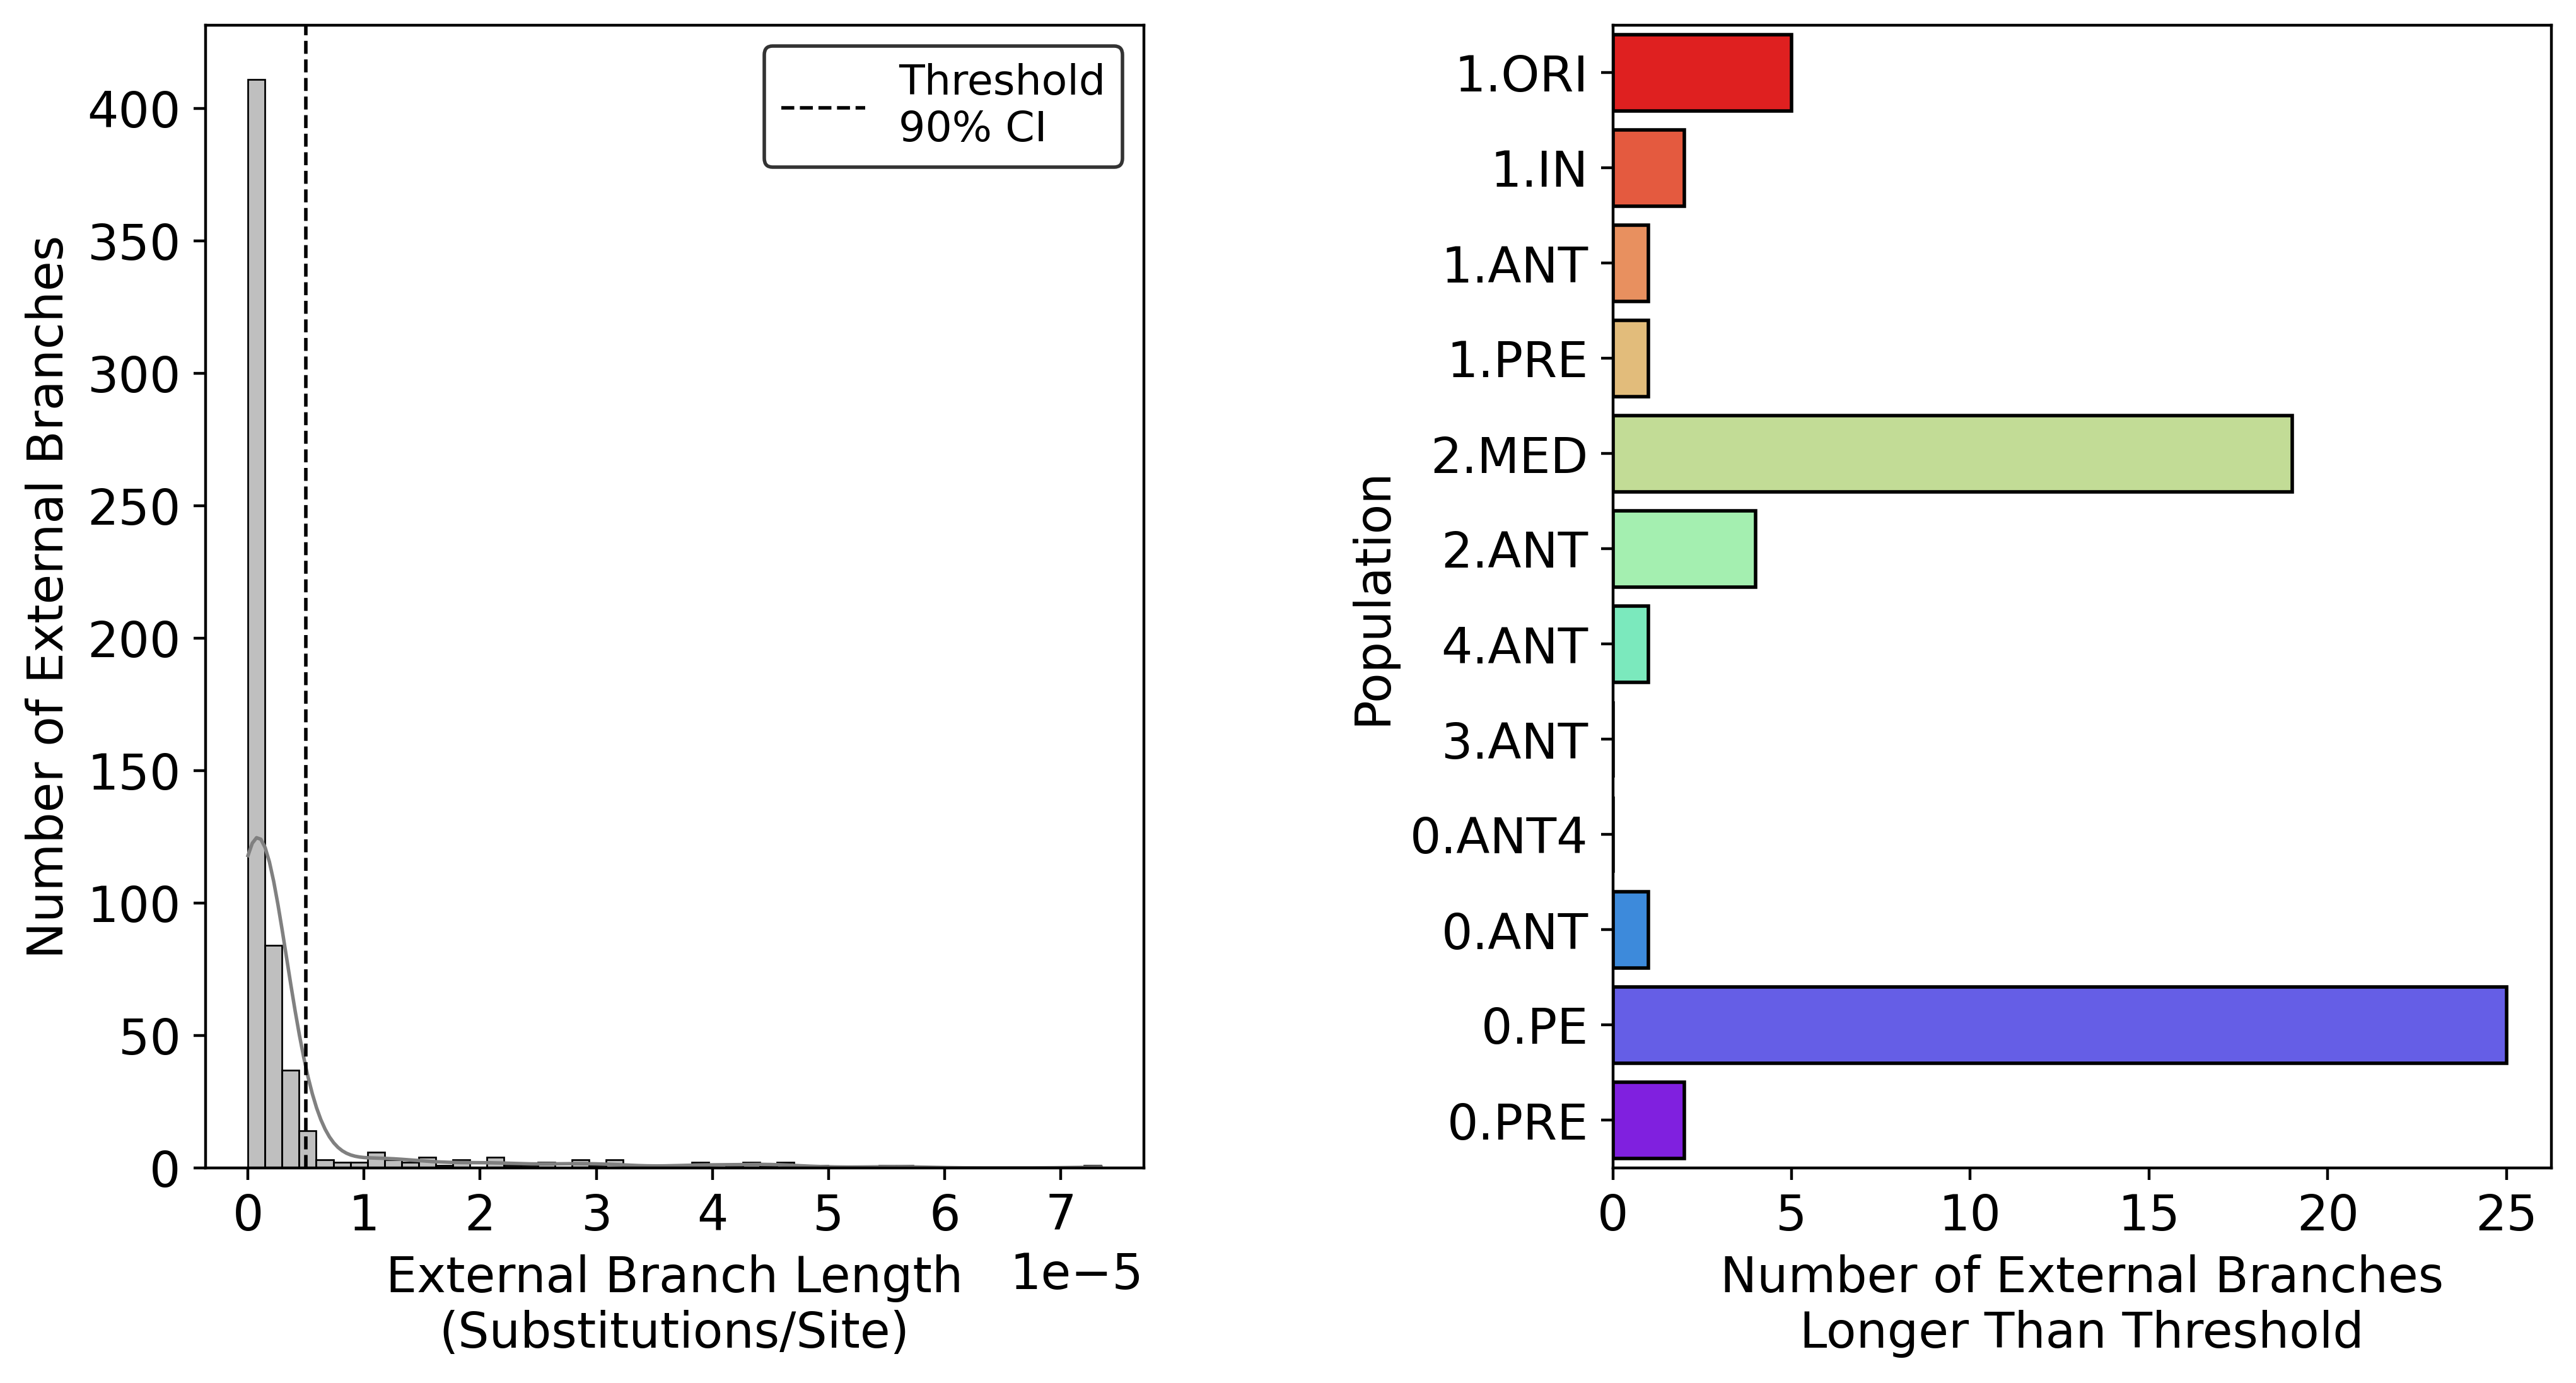 Number of External Branches
400
350
300
250
200
150
100
50
0
Threshold
90% CI
0 1 2 3 4 5 6 7
1e−5
External Branch Length
(Substitutions/Site)
Population
1.ORI
1.IN
1.ANT
1.PRE
2.MED
2.ANT
4.ANT
3.ANT
0.ANT4
0.ANT
0.PE
0.PRE
0 5 10 15 20 25
Number of External Branches
Longer Than Threshold